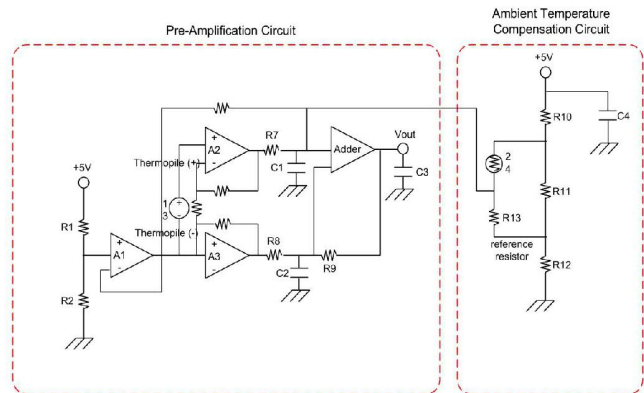 Pre-Amplification Circuit
Ambient Temperature
Compensation Circuit
+5V
R10
C4
R7
Vout
+
A2
-
Adder
Thermopile (+)
C1
C3
2
4
+5V
R11
1
3
+
-
R13
R1
Thermopile (-)
reference
resistor
+
A1
-
+
A3
-
R8
R9
C2
R12
R2